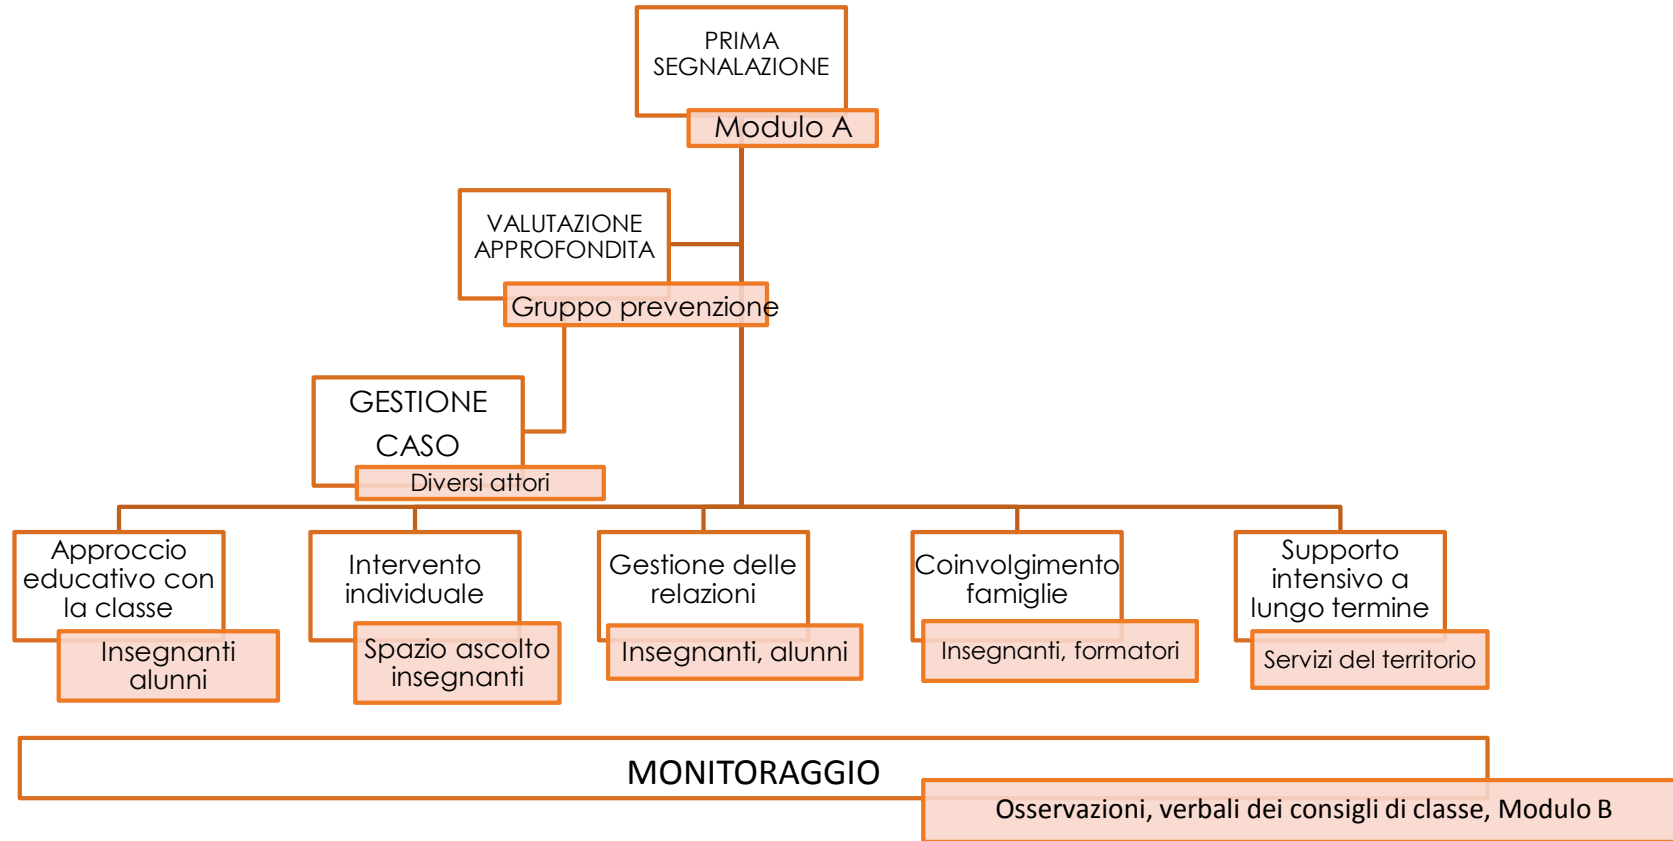 PRIMA
SEGNALAZIONE
Modulo A
VALUTAZIONE
APPROFONDITA
Gruppo prevenzione
GESTIONE
CASO
Diversi attori
Approccio
educativo con
la classe
Insegnanti
alunni
Intervento
individuale
Spazio ascolto
insegnanti
Gestione delle
relazioni
Insegnanti, alunni
Coinvolgimento
famiglie
Insegnanti, formatori
Supporto
intensivo a
lungo termine
Servizi del territorio
MONITORAGGIO
Osservazioni, verbali dei consigli di classe, Modulo B